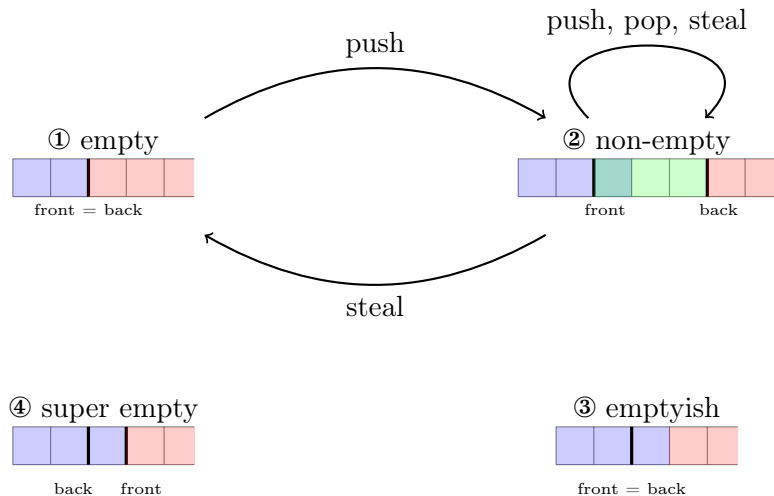 push, pop, steal
push
① empty
② non-empty
front = back
front
back
steal
④ super empty
③ emptyish
back
front
front = back